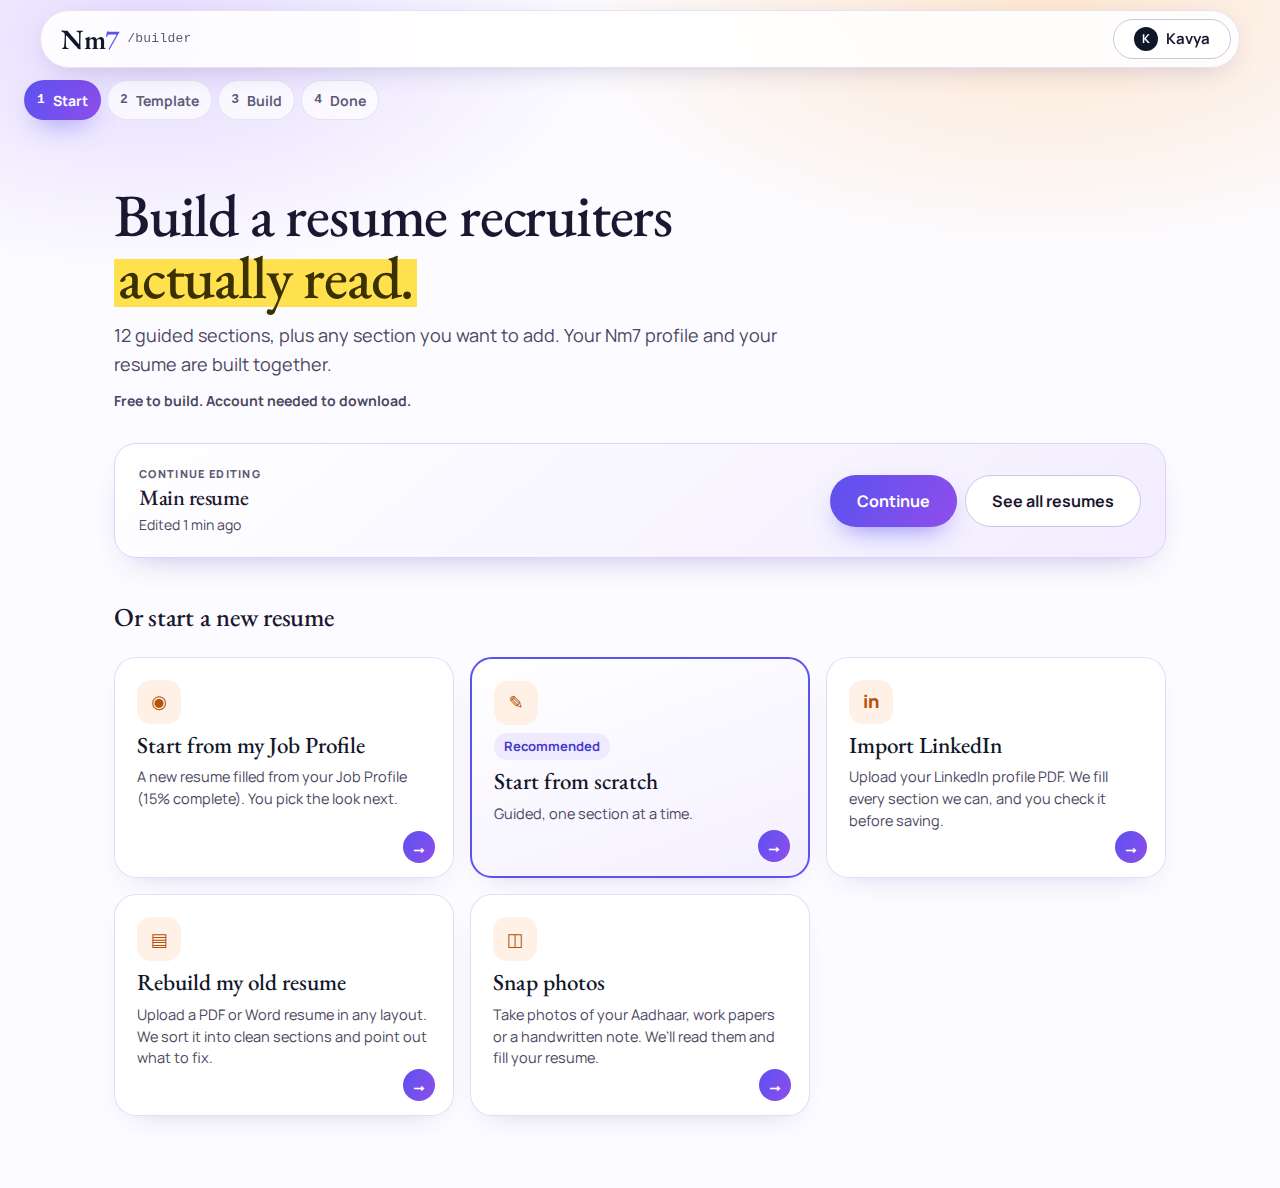 Nm7 /builder
K Kavya
1 Start
2 Template
3 Build
4 Done
Build a resume recruiters
actually read.
12 guided sections, plus any section you want to add. Your Nm7 profile and your
resume are built together.
Free to build. Account needed to download.
CONTINUE EDITING
Main resume
Edited 1 min ago
Continue
See all resumes
Or start a new resume
Start from my Job Profile
A new resume filled from your Job Profile
(15% complete). You pick the look next.
→
Recommended
Start from scratch
Guided, one section at a time.
→
in
Import LinkedIn
Upload your LinkedIn profile PDF. We fill
every section we can, and you check it
before saving.
→
Rebuild my old resume
Upload a PDF or Word resume in any layout.
We sort it into clean sections and point out
what to fix.
→
Snap photos
Take photos of your Aadhaar, work papers
or a handwritten note. We'll read them and
fill your resume.
→